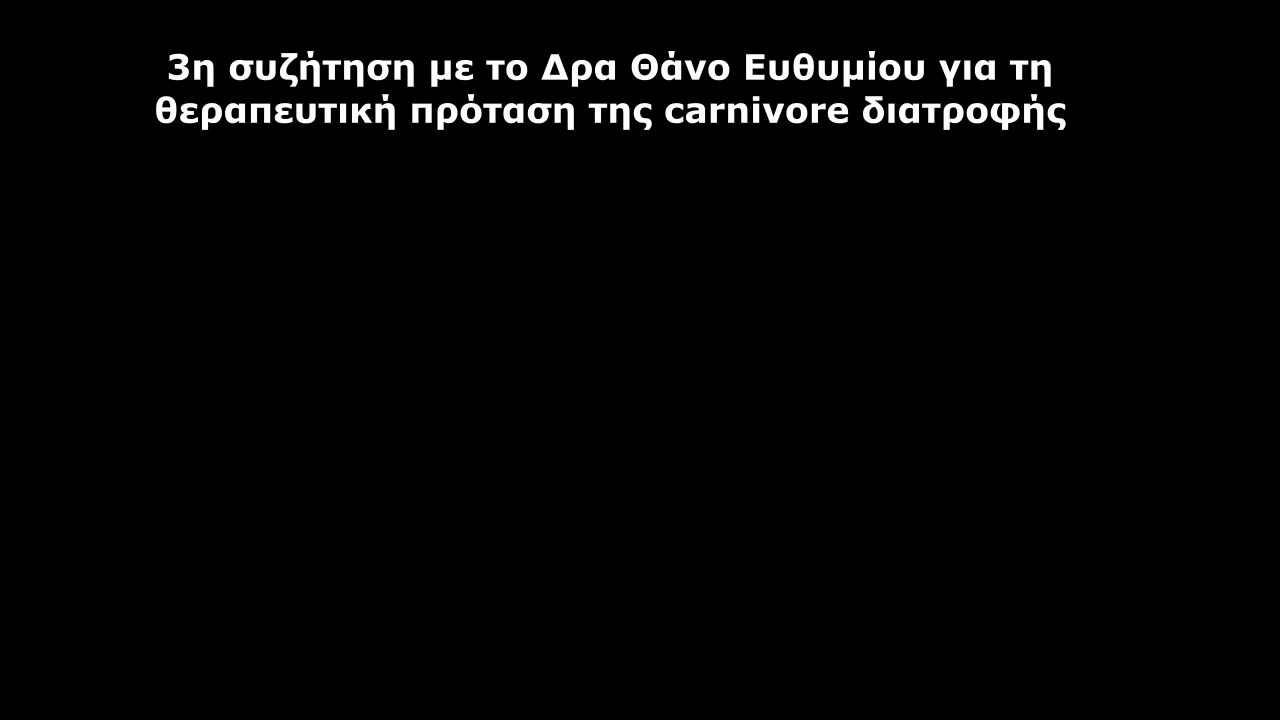 3η συζήτηση με το Δρα Θάνο Ευθυμίου για τη
θεραπευτική πρόταση της carnivore διατροφής